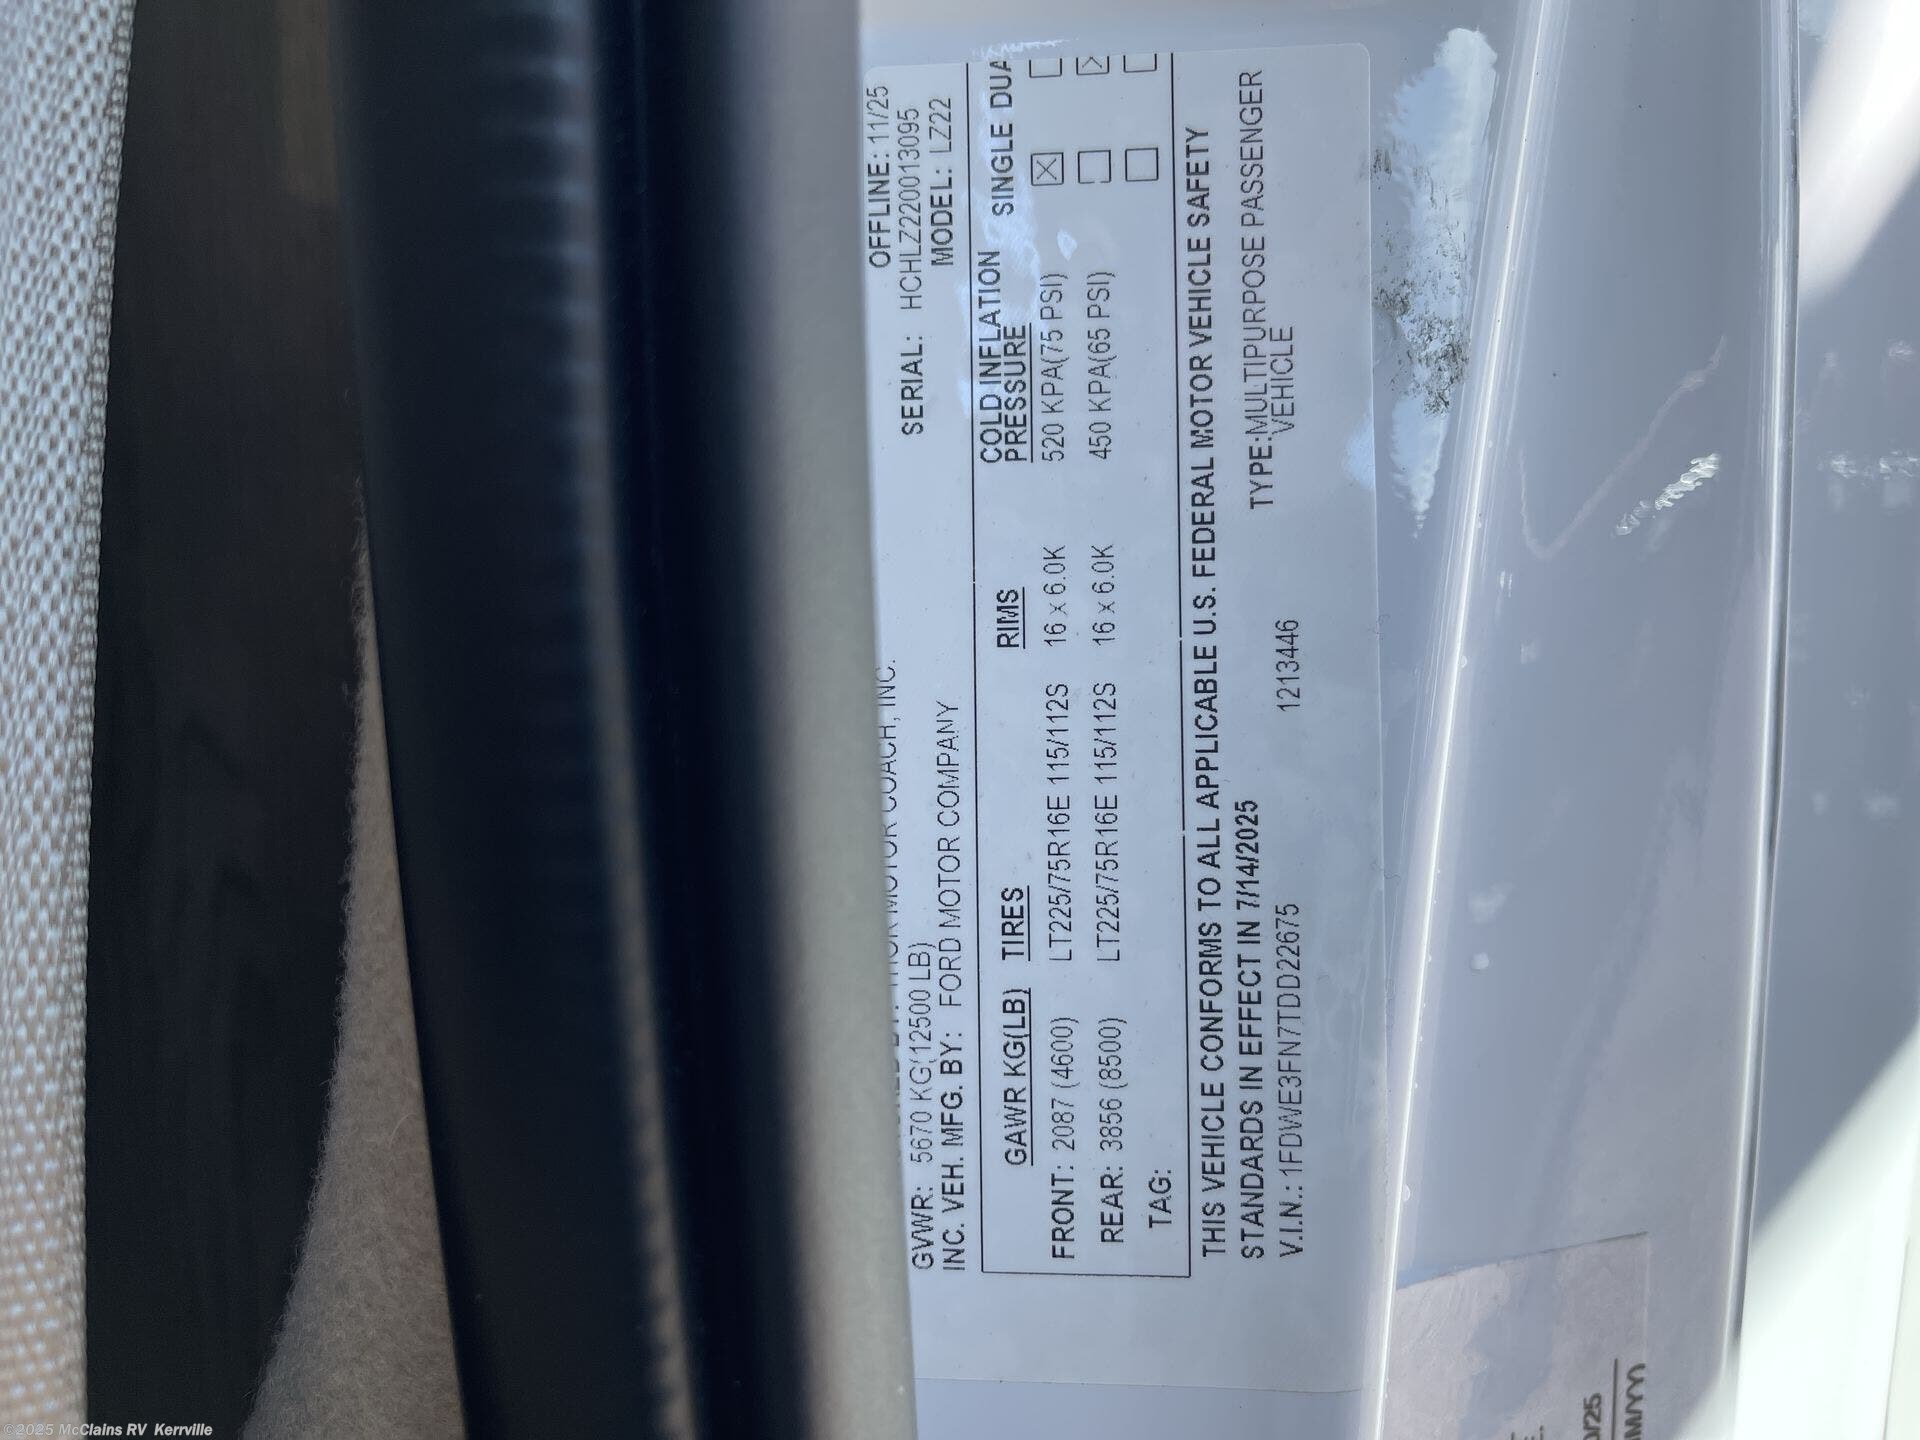 OFFLINE: 11/25
MOTOR COACH, INC. SERIAL: HCHLZ220013095
GVWR: 5670 KG(12500 LB) MODEL: LZ22
INC. VEH. MFG. BY: FORD MOTOR COMPANY
GAWR KG(LB) TIRES RIMS COLD INFLATION PRESSURE SINGLE DUA
FRONT: 2087 (4600) LT225/75R16E 115/112S 16 x 6.0K 520 KPA(75 PSI)
REAR: 3856 (8500) LT225/75R16E 115/112S 16 x 6.0K 450 KPA(65 PSI)
TAG:
THIS VEHICLE CONFORMS TO ALL APPLICABLE U.S. FEDERAL MOTOR VEHICLE SAFETY
STANDARDS IN EFFECT IN 7/14/2025 TYPE:MULTIPURPOSE PASSENGER
VEHICLE
V.I.N.: 1FDWE3FN7TDD22675 1213446
©2025 McClains RV Kerrville